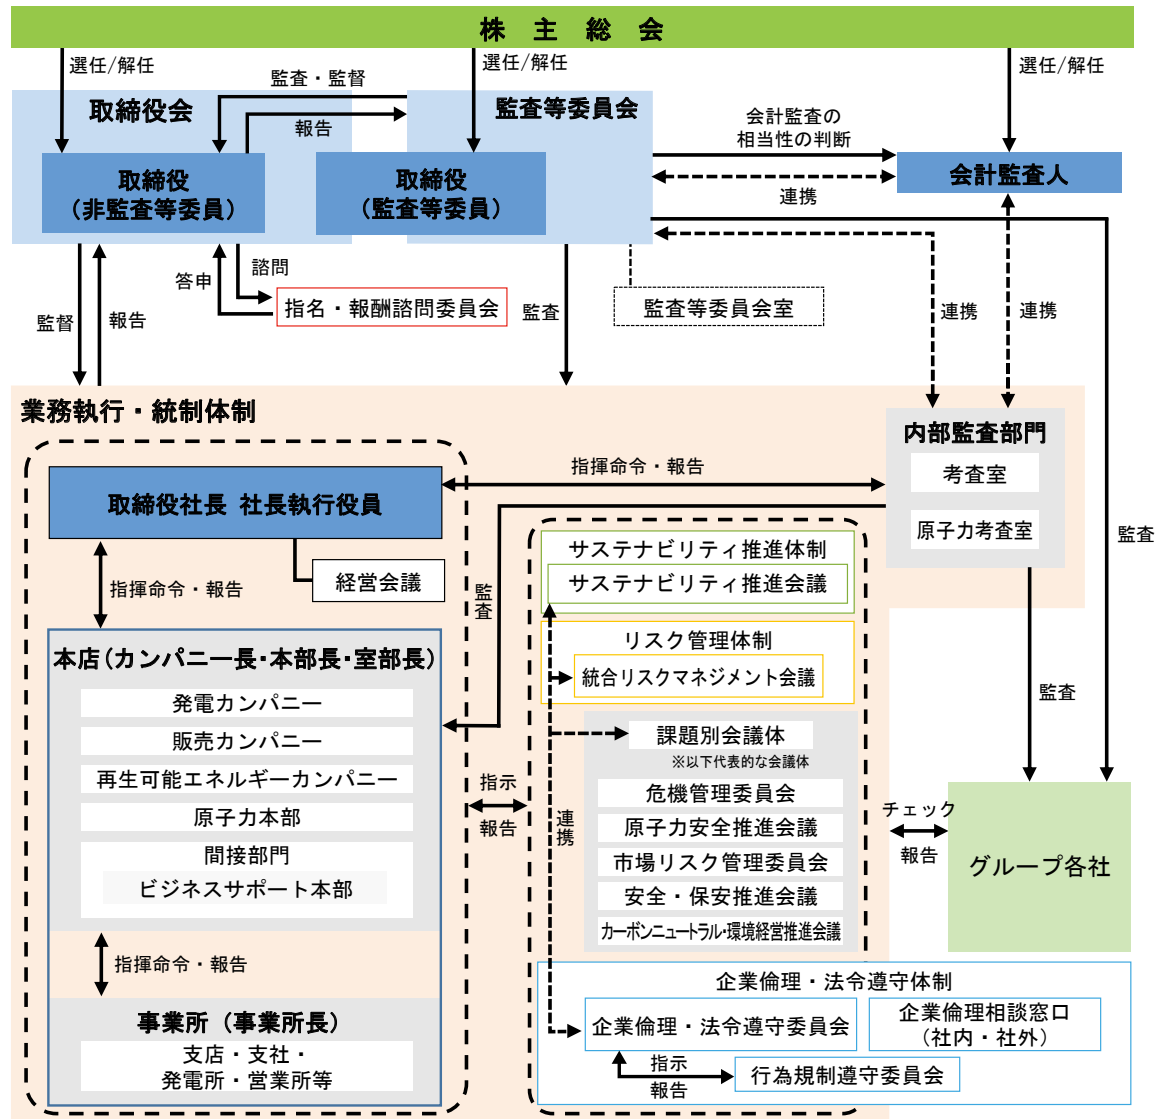 株 主 総 会
選任/解任
選任/解任
選任/解任
監査・監督
報告
取締役会
監査等委員会
会計監査の
相当性の判断
連携
取締役
（非監査等委員）
取締役
（監査等委員）
会計監査人
答申
諮問
指名・報酬諮問委員会
監査
監査等委員会室
連携
連携
監督
報告
業務執行・統制体制
内部監査部門
考査室
原子力考査室
指揮命令・報告
監査
取締役社長 社長執行役員
経営会議
指揮命令・報告
監査
サステナビリティ推進体制
サステナビリティ推進会議
リスク管理体制
統合リスクマネジメント会議
本店（カンパニー長・本部長・室部長）
発電カンパニー
販売カンパニー
再生可能エネルギーカンパニー
原子力本部
間接部門
ビジネスサポート本部
監査
課題別会議体
※以下代表的な会議体
危機管理委員会
原子力安全推進会議
市場リスク管理委員会
安全・保安推進会議
カーボンニュートラル・環境経営推進会議
指示
報告
連携
チェック
報告
グループ各社
指揮命令・報告
事業所（事業所長）
支店・支社・
発電所・営業所等
企業倫理・法令遵守体制
企業倫理・法令遵守委員会
企業倫理相談窓口
（社内・社外）
指示
報告
行為規制遵守委員会